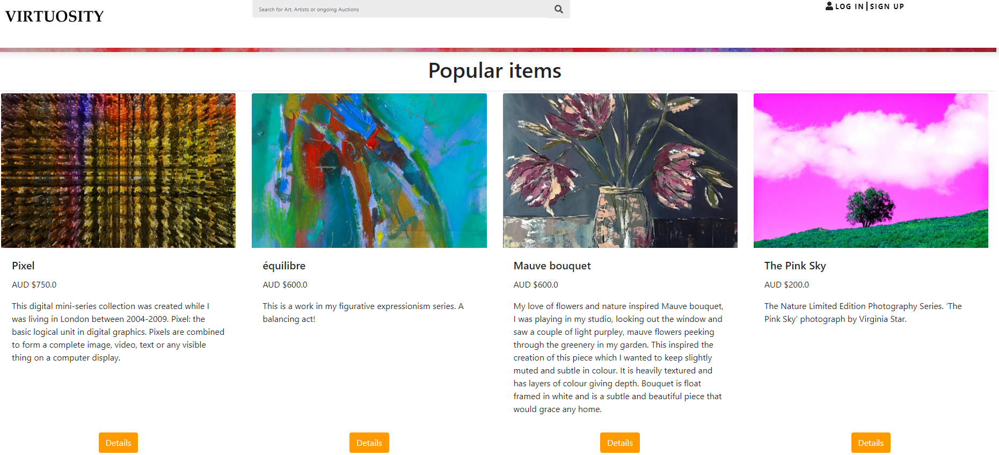 VIRTUOSITY
Search for Art, Artists or ongoing Auctions
LOG IN | SIGN UP
Popular items
Pixel
AUD $750.0
This digital mini-series collection was created while I
was living in London between 2004-2009. Pixel: the
basic logical unit in digital graphics. Pixels are combined
to form a complete image, video, text or any visible
thing on a computer display.
Details
équilibre
AUD $600.0
This is a work in my figurative expressionism series. A
balancing act!
Details
Mauve bouquet
AUD $600.0
My love of flowers and nature inspired Mauve bouquet,
I was playing in my studio, looking out the window and
saw a couple of light purpley, mauve flowers peeking
through the greenery in my garden. This inspired the
creation of this piece which I wanted to keep slightly
muted and subtle in colour. It is heavily textured and
has layers of colour giving depth. Bouquet is float
framed in white and is a subtle and beautiful piece that
would grace any home.
Details
The Pink Sky
AUD $200.0
The Nature Limited Edition Photography Series. ‘The
Pink Sky’ photograph by Virginia Star.
Details